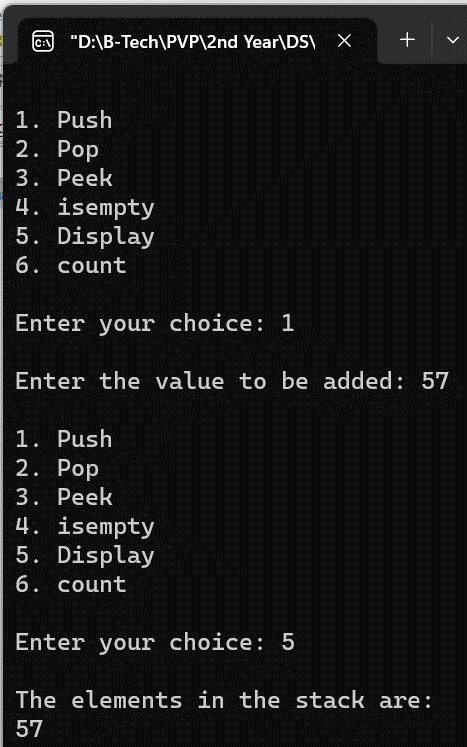 "D:\B-Tech\PVP\2nd Year\DS\
1. Push
2. Pop
3. Peek
4. isempty
5. Display
6. count
Enter your choice: 1
Enter the value to be added: 57
1. Push
2. Pop
3. Peek
4. isempty
5. Display
6. count
Enter your choice: 5
The elements in the stack are:
57